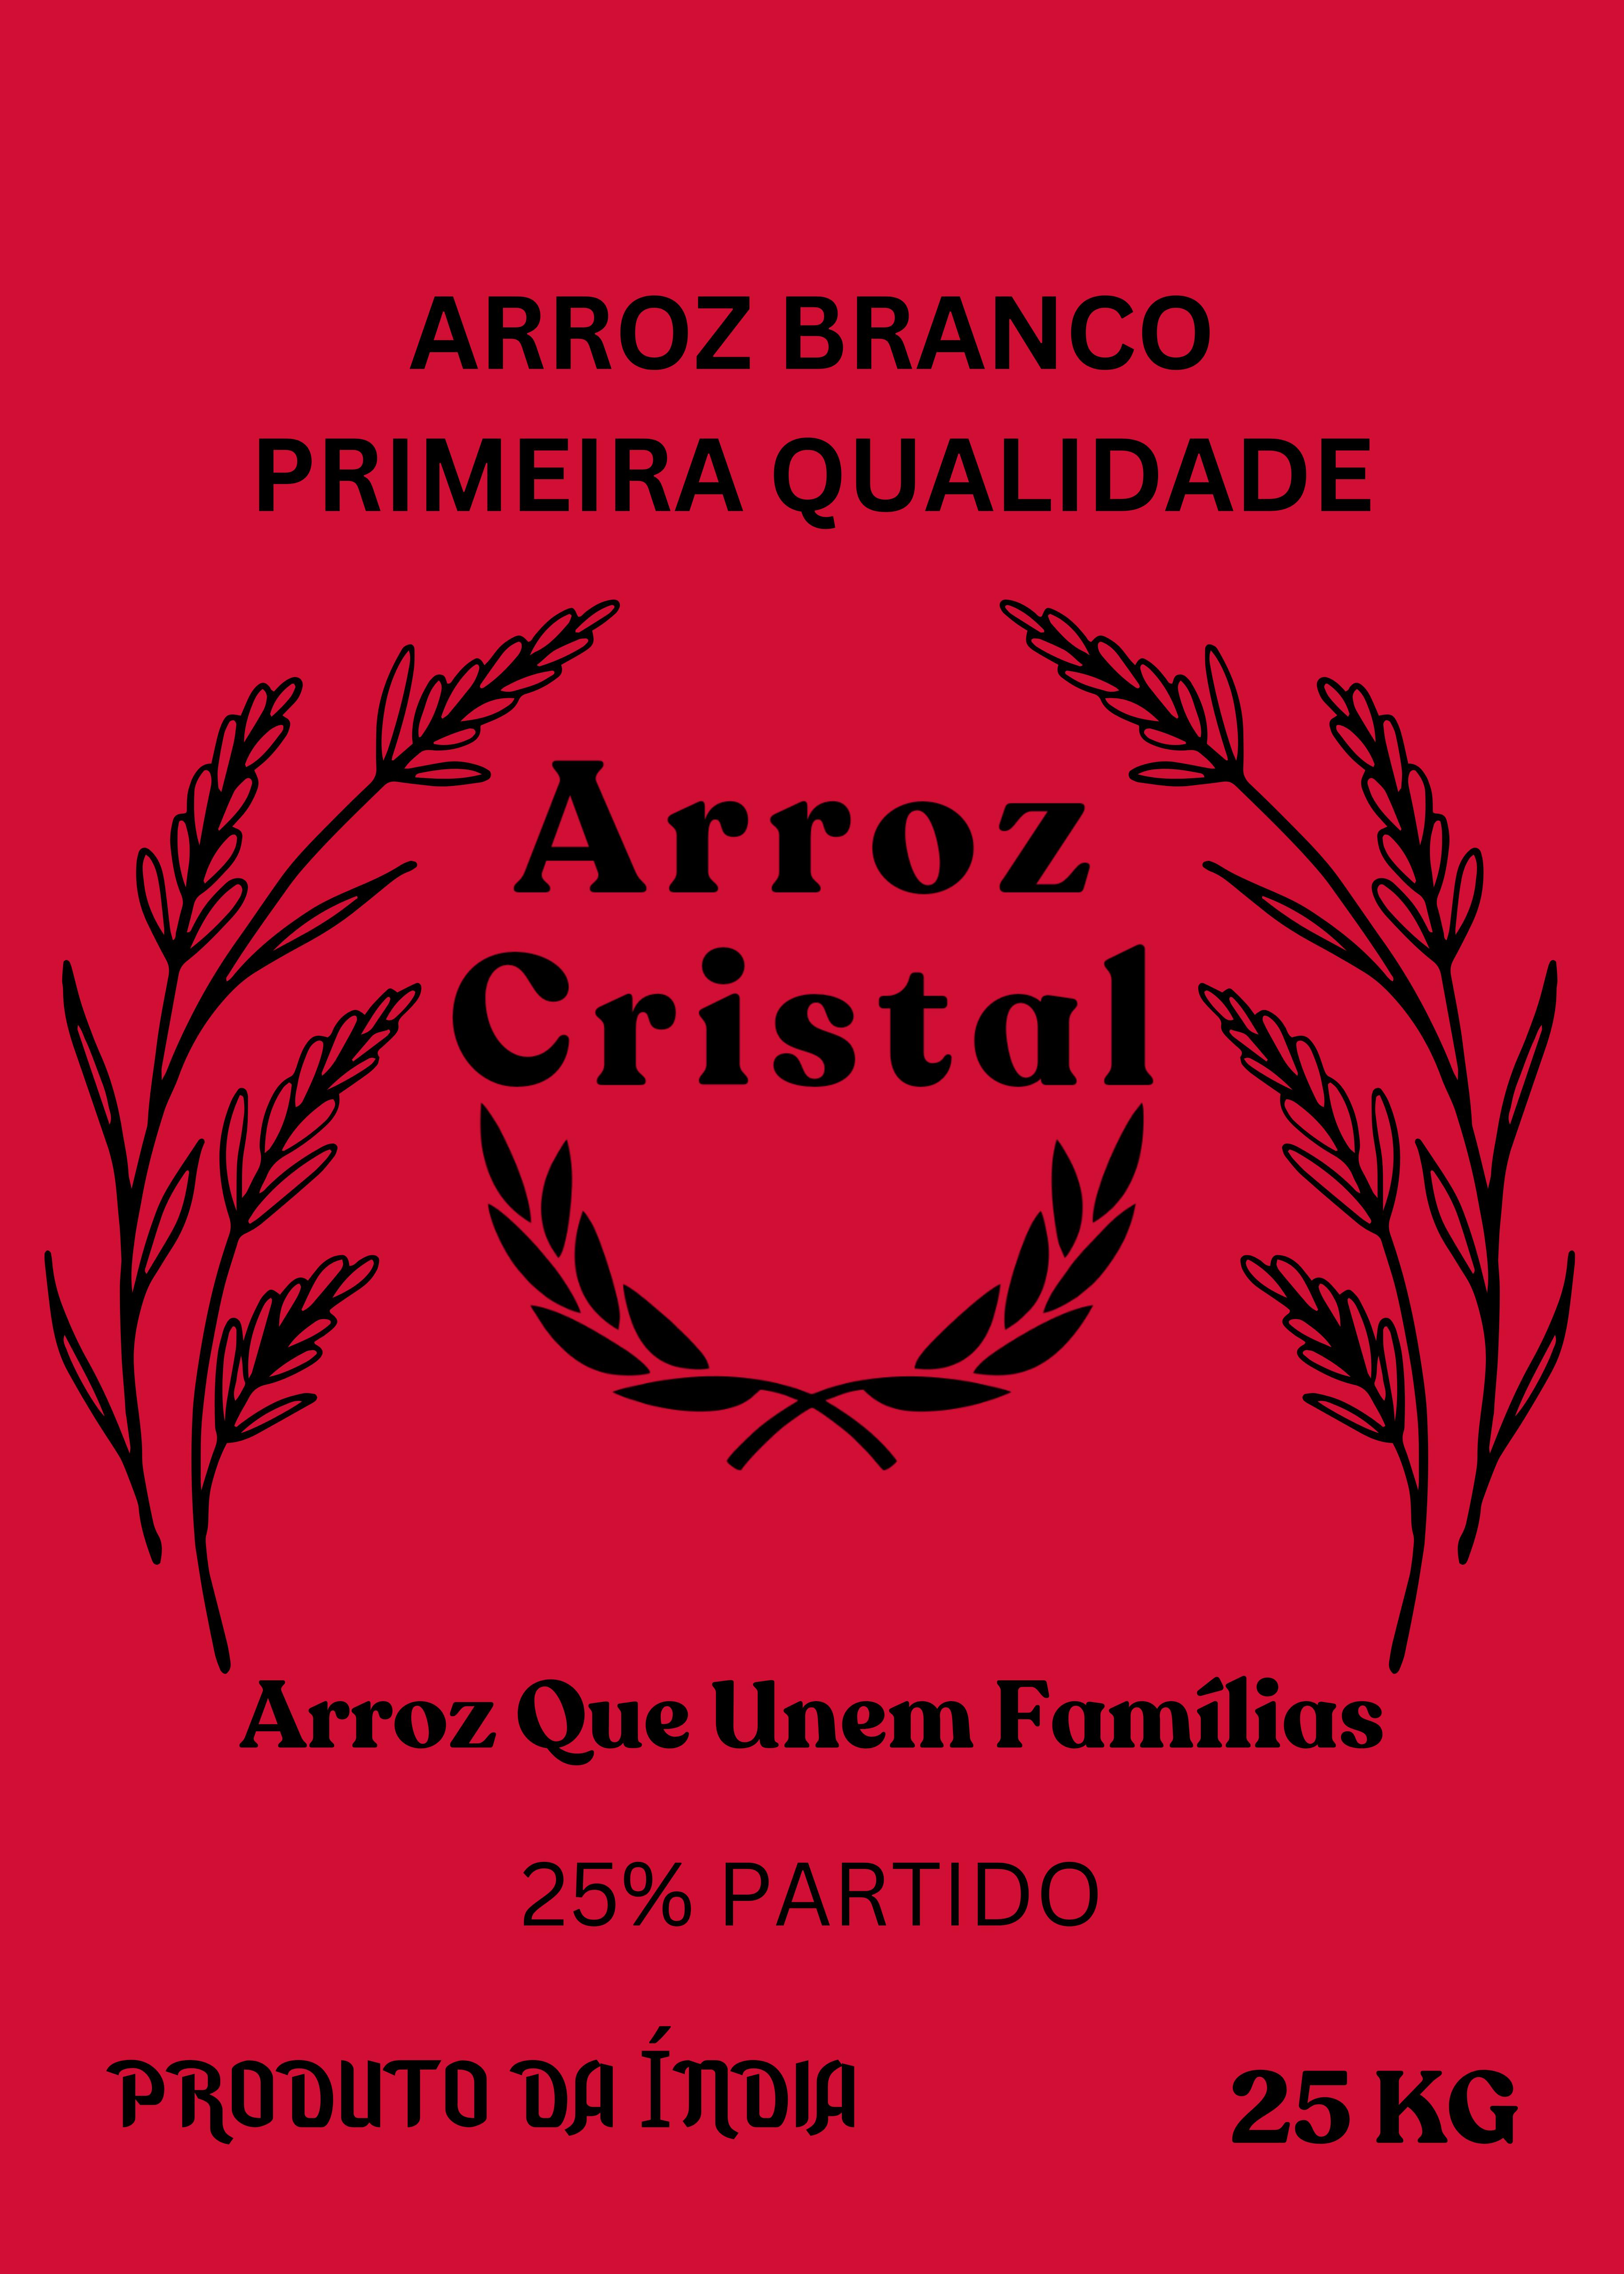 ARROZ BRANCO
PRIMEIRA QUALIDADE
Arroz
Cristal
Arroz Que Unem Famílias
25% PARTIDO
PRODUTO DA ÍNDIA
25 KG